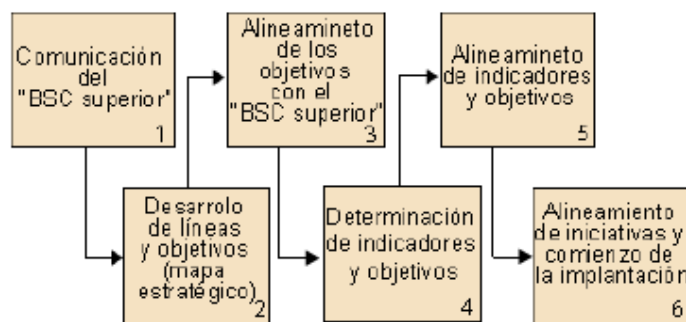 Comunicación
del
"BSC superior"
1
Desarrolo
de líneas
y objetivos
(mapa
estratégico)
2
Alineamineto
de los
objetivos
con el
"BSC superior"
3
Determinación
de indicadores
y objetivos
4
Alineamineto
de indicadores
y objetivos
5
Alineamiento
de iniciativas y
comienzo de
la implantación
6